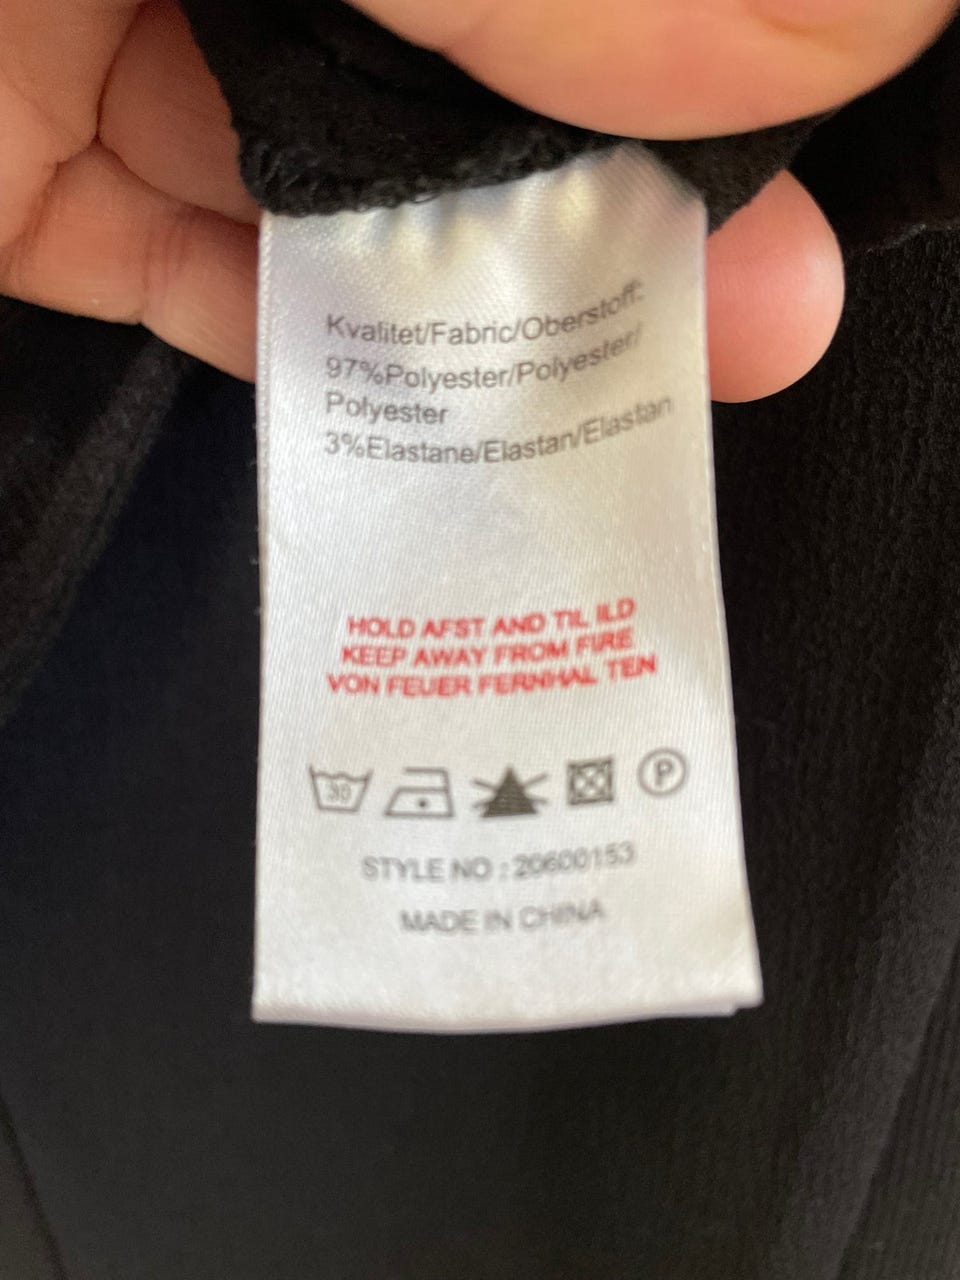 Kvalitet/Fabric/Oberstoff:
97%Polyester/Polyester/
Polyester
3%Elastane/Elastan/Elastan
HOLD AFST AND TIL ILD
KEEP AWAY FROM FIRE
VON FEUER FERNHAL TEN
30
P
STYLE NO : 20600153
MADE IN CHINA